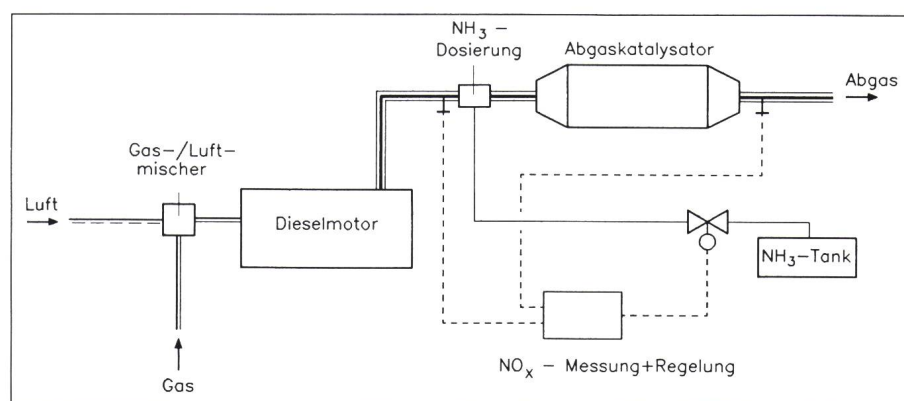 NH₃ –
Dosierung
Abgaskatalysator
Abgas
Gas–/Luft–
mischer
Luft
Dieselmotor
NH₃–Tank
NOₓ – Messung+Regelung
Gas